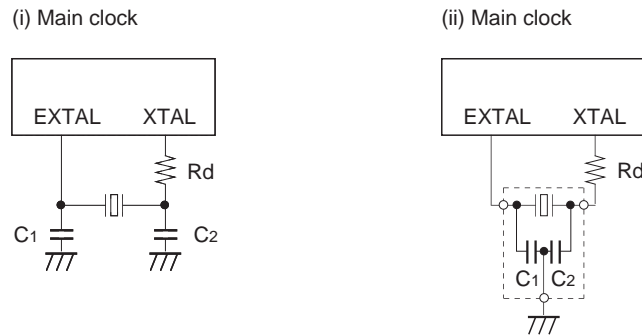 (i) Main clock
EXTAL XTAL
Rd
C1 C2
(ii) Main clock
EXTAL XTAL
Rd
C1 C2